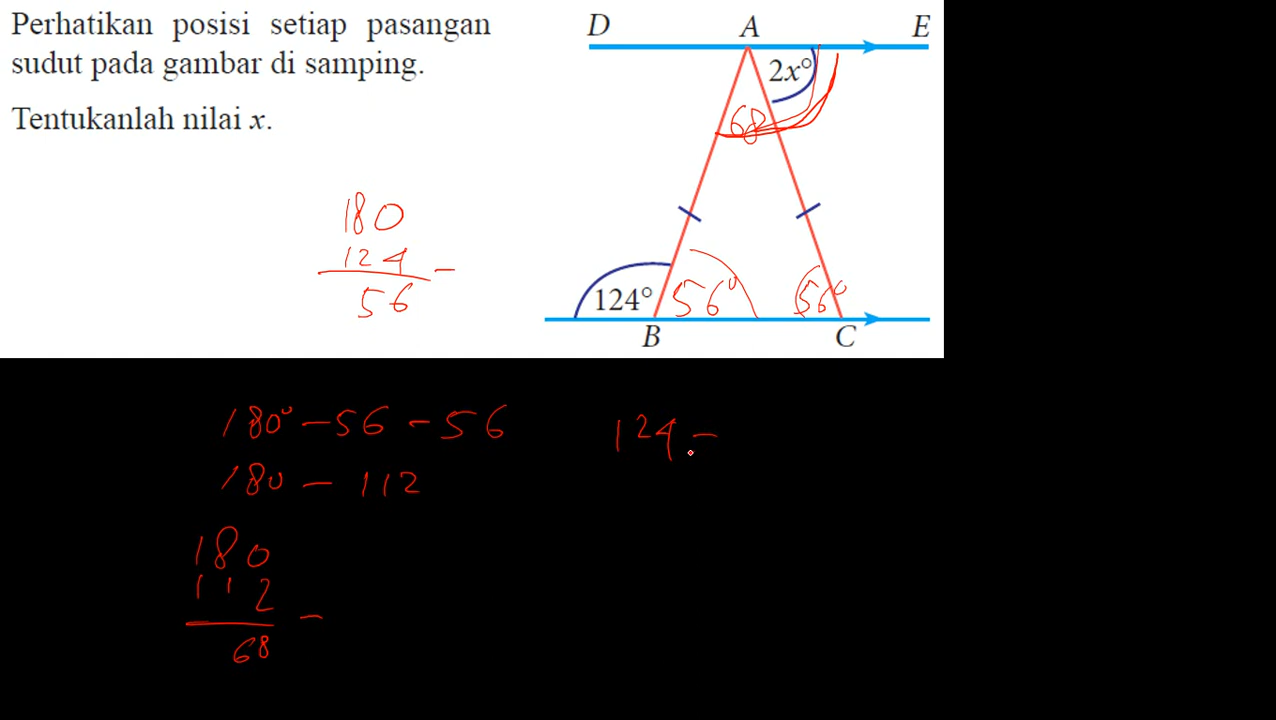 Perhatikan posisi setiap pasangan
sudut pada gambar di samping.
Tentukanlah nilai x.
D A E
2x°
68
124° 56° 56°
B C
180
124 −
56
180° − 56 − 56
180 − 112
180
112 −
68
124 =